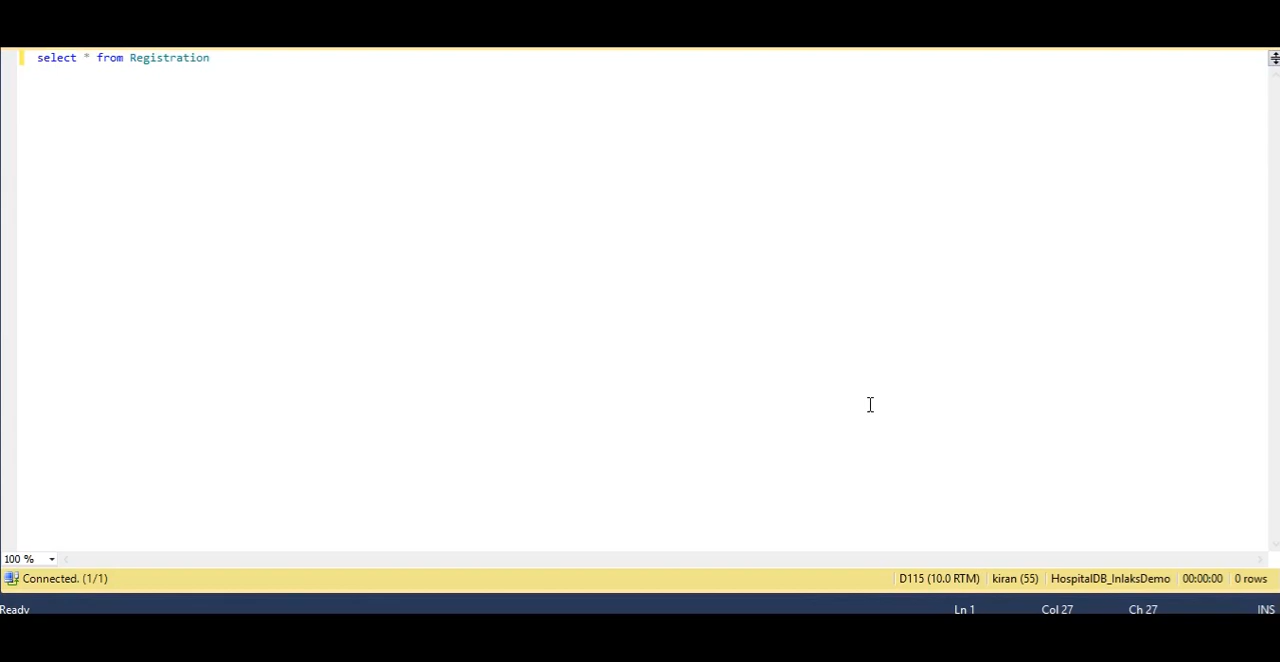 select * from Registration
100 %
Connected. (1/1)
D115 (10.0 RTM)
kiran (55)
HospitalDB_InlaksDemo
00:00:00
0 rows
Ready
Ln 1
Col 27
Ch 27
INS